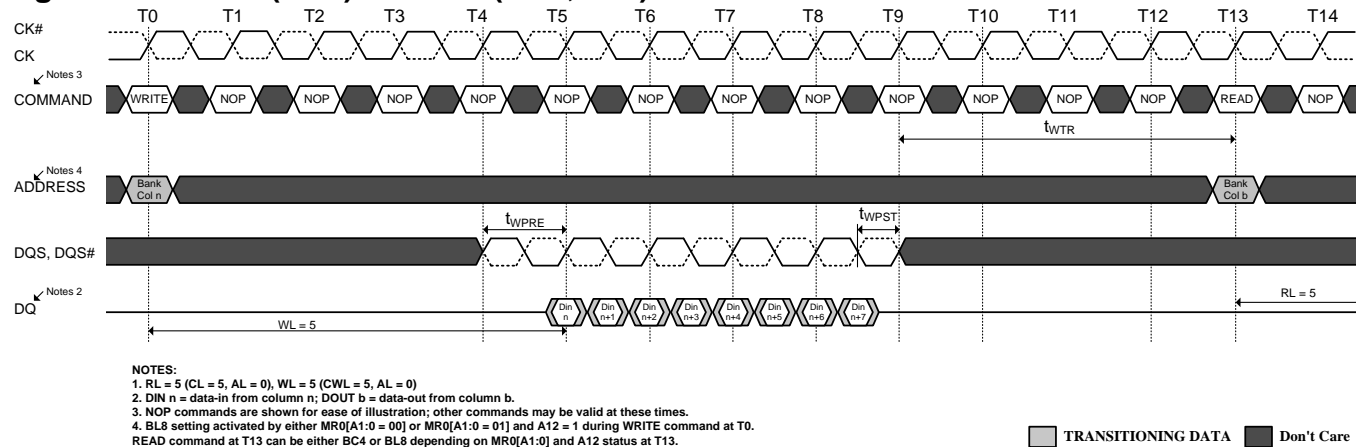 T0 T1 T2 T3 T4 T5 T6 T7 T8 T9 T10 T11 T12 T13 T14
CK#
CK
Notes 3
COMMAND WRITE NOP NOP NOP NOP NOP NOP NOP NOP NOP NOP NOP NOP READ NOP
tWTR
Notes 4
ADDRESS Bank Col n Bank Col b
tWPRE tWPST
DQS, DQS#
Notes 2
DQ Din n Din n+1 Din n+2 Din n+3 Din n+4 Din n+5 Din n+6 Din n+7
RL = 5
WL = 5
NOTES:
1. RL = 5 (CL = 5, AL = 0), WL = 5 (CWL = 5, AL = 0)
2. DIN n = data-in from column n; DOUT b = data-out from column b.
3. NOP commands are shown for ease of illustration; other commands may be valid at these times.
4. BL8 setting activated by either MR0[A1:0 = 00] or MR0[A1:0 = 01] and A12 = 1 during WRITE command at T0.
READ command at T13 can be either BC4 or BL8 depending on MR0[A1:0] and A12 status at T13.
TRANSITIONING DATA Don't Care